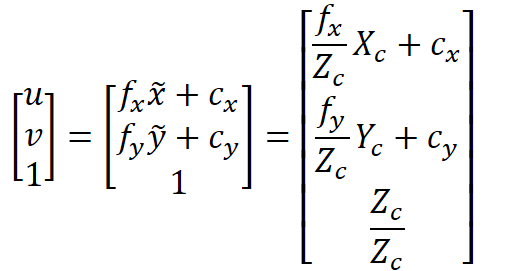 [u v 1] = [f_x x̃ + c_x f_y ỹ + c_y 1] = [f_x/Z_c X_c + c_x f_y/Z_c Y_c + c_y Z_c/Z_c]